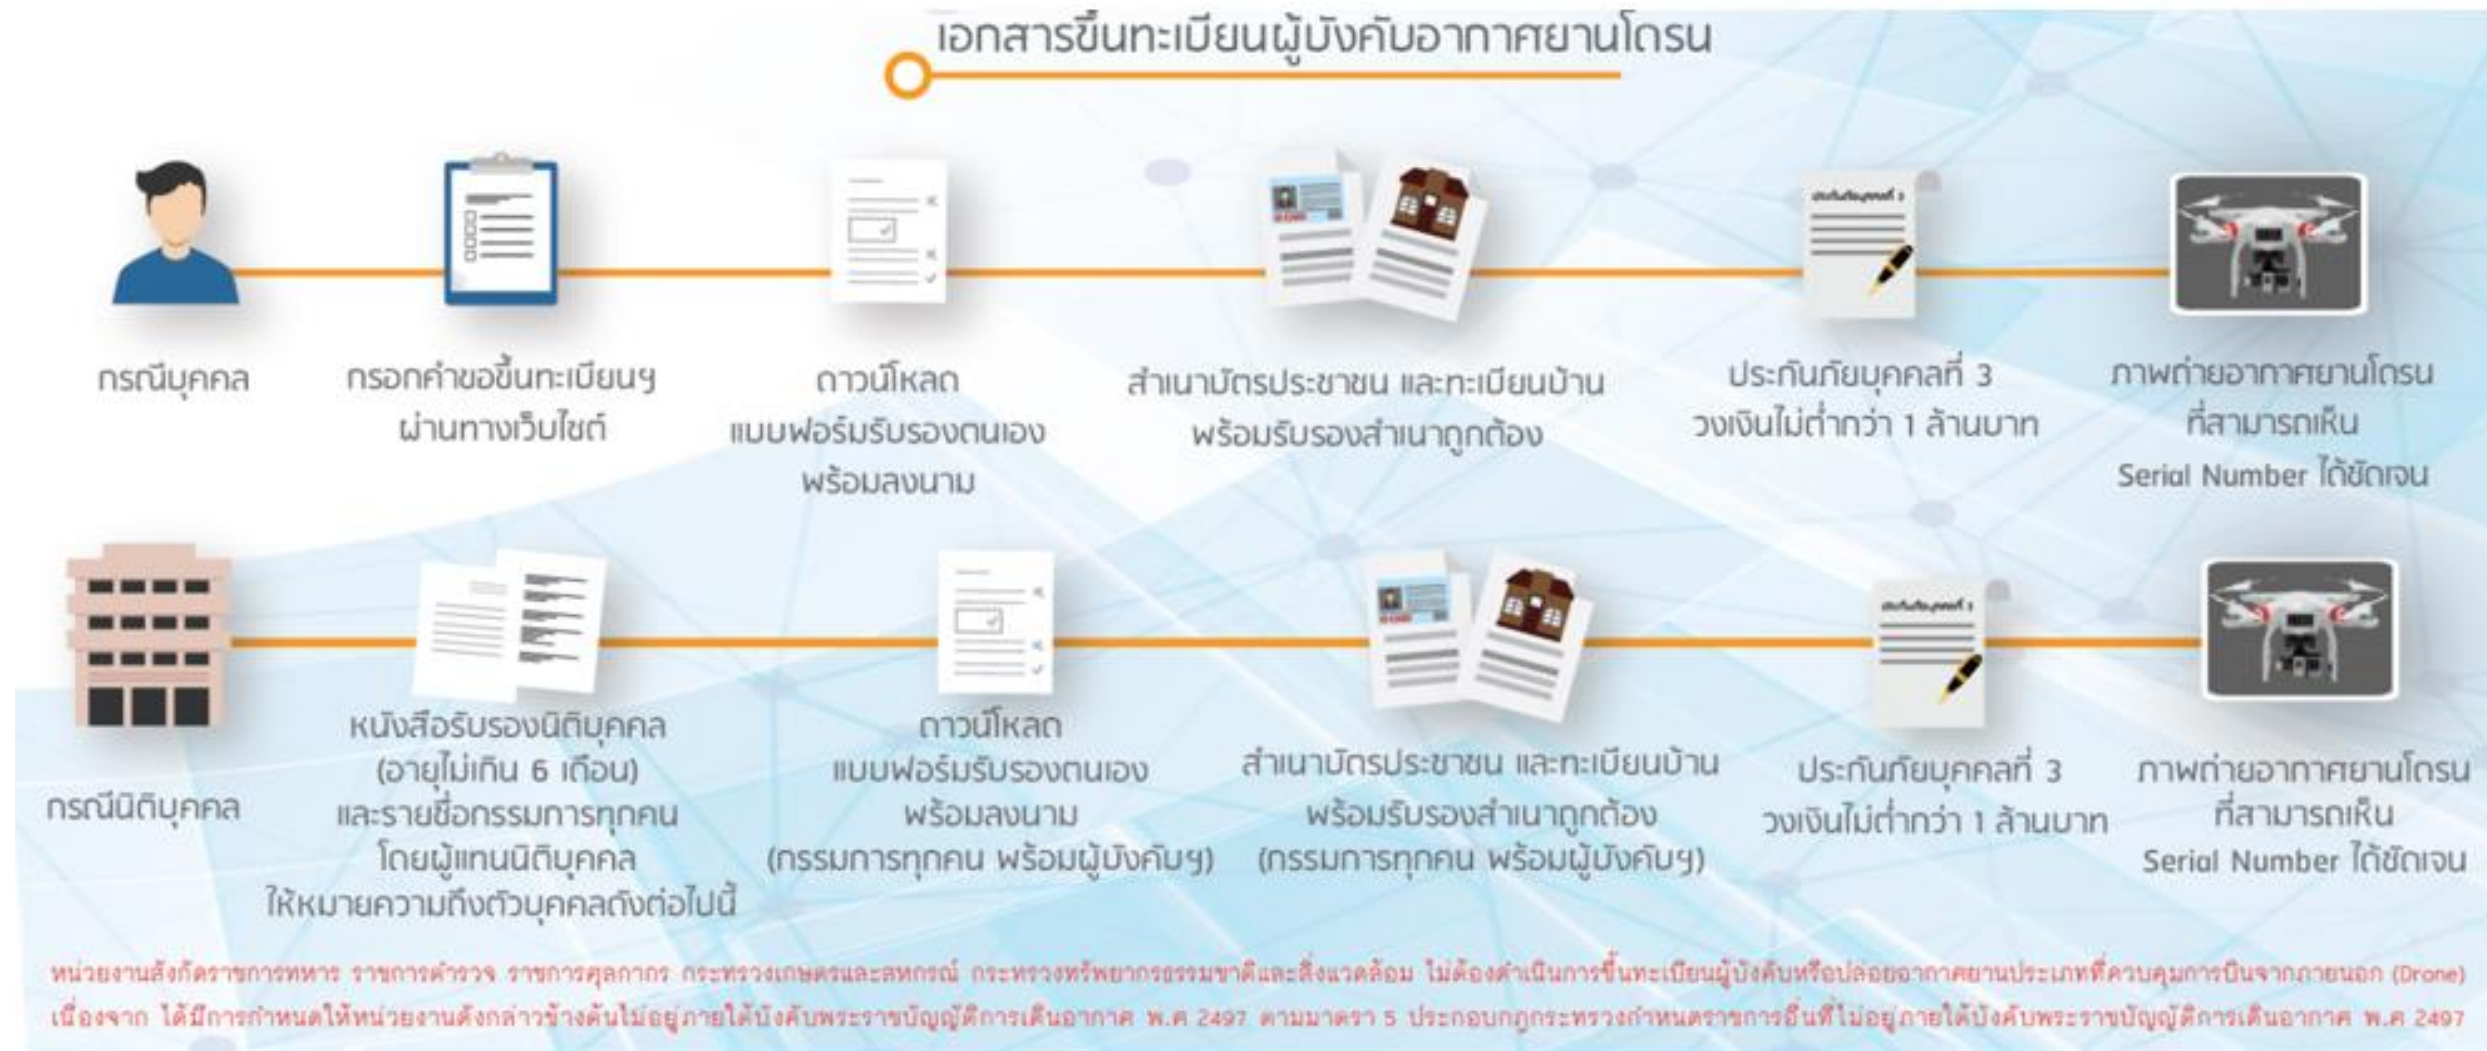 เอกสารขึ้นทะเบียนผู้บังคับอากาศยานโดรน
กรณีบุคคล
กรอกคำขอขึ้นทะเบียนฯ
ผ่านทางเว็บไซต์
ดาวน์โหลด
แบบฟอร์มรับรองตนเอง
พร้อมลงนาม
สำเนาบัตรประชาชน และทะเบียนบ้าน
พร้อมรับรองสำเนาถูกต้อง
ประกันภัยบุคคลที่ 3
ประกันภัยบุคคลที่ 3
วงเงินไม่ต่ำกว่า 1 ล้านบาท
ภาพถ่ายอากาศยานโดรน
ที่สามารถเห็น
Serial Number ได้ชัดเจน
กรณีนิติบุคคล
หนังสือรับรองนิติบุคคล
(อายุไม่เกิน 6 เดือน)
และรายชื่อกรรมการทุกคน
โดยผู้แทนนิติบุคคล
ให้หมายความถึงตัวบุคคลดังต่อไปนี้
ดาวน์โหลด
แบบฟอร์มรับรองตนเอง
พร้อมลงนาม
(กรรมการทุกคน พร้อมผู้บังคับฯ)
สำเนาบัตรประชาชน และทะเบียนบ้าน
พร้อมรับรองสำเนาถูกต้อง
(กรรมการทุกคน พร้อมผู้บังคับฯ)
ประกันภัยบุคคลที่ 3
ประกันภัยบุคคลที่ 3
วงเงินไม่ต่ำกว่า 1 ล้านบาท
ภาพถ่ายอากาศยานโดรน
ที่สามารถเห็น
Serial Number ได้ชัดเจน
หน่วยงานสังกัดราชการทหาร ราชการตำรวจ ราชการศุลกากร กระทรวงเกษตรและสหกรณ์ กระทรวงทรัพยากรธรรมชาติและสิ่งแวดล้อม ไม่ต้องดำเนินการขึ้นทะเบียนผู้บังคับหรือปล่อยอากาศยานประเภทที่ควบคุมการบินจากภายนอก (Drone)
เนื่องจาก ได้มีการกำหนดให้หน่วยงานดังกล่าวข้างต้นไม่อยู่ภายใต้บังคับพระราชบัญญัติการเดินอากาศ พ.ศ 2497 ตามมาตรา 5 ประกอบกฎกระทรวงกำหนดราชการอื่นที่ไม่อยู่ภายใต้บังคับพระราชบัญญัติการเดินอากาศ พ.ศ 2497